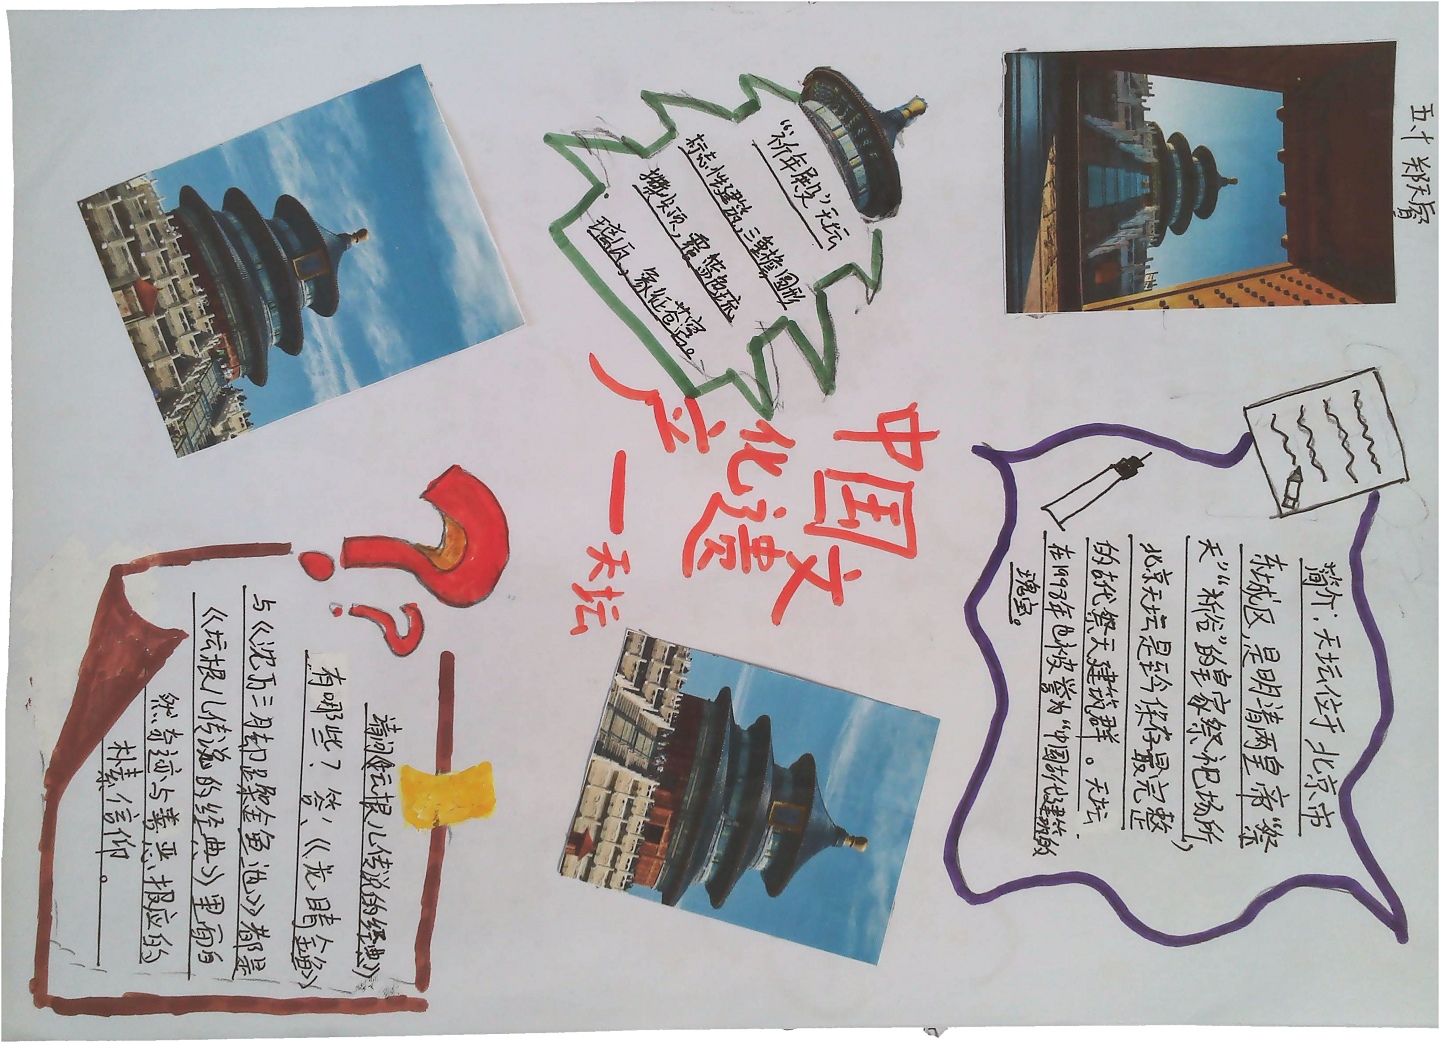 五、十 郑天睿
简介：天坛位于北京市
东城区，是明清两皇帝“祭
天”“祈谷”的皇家祭祀场所，
北京天坛是至今保存最完整
的古代祭天建筑群。天坛
在1998年也被誉为“中国古代建筑的
瑰宝。
中国文
化遗
产—天坛
“祈年殿”天坛
标志性建筑，三重檐圆形
攒尖顶，覆蓝色琉
璃瓦，象征苍穹。
请问《坛根儿传说的经典》
有哪些？答：《龙睛金鱼》
与《沈万三月却踩金鱼池》都是
《坛根儿传说的经典》里面自
然奇迹与善恶报应的
朴素信仰。